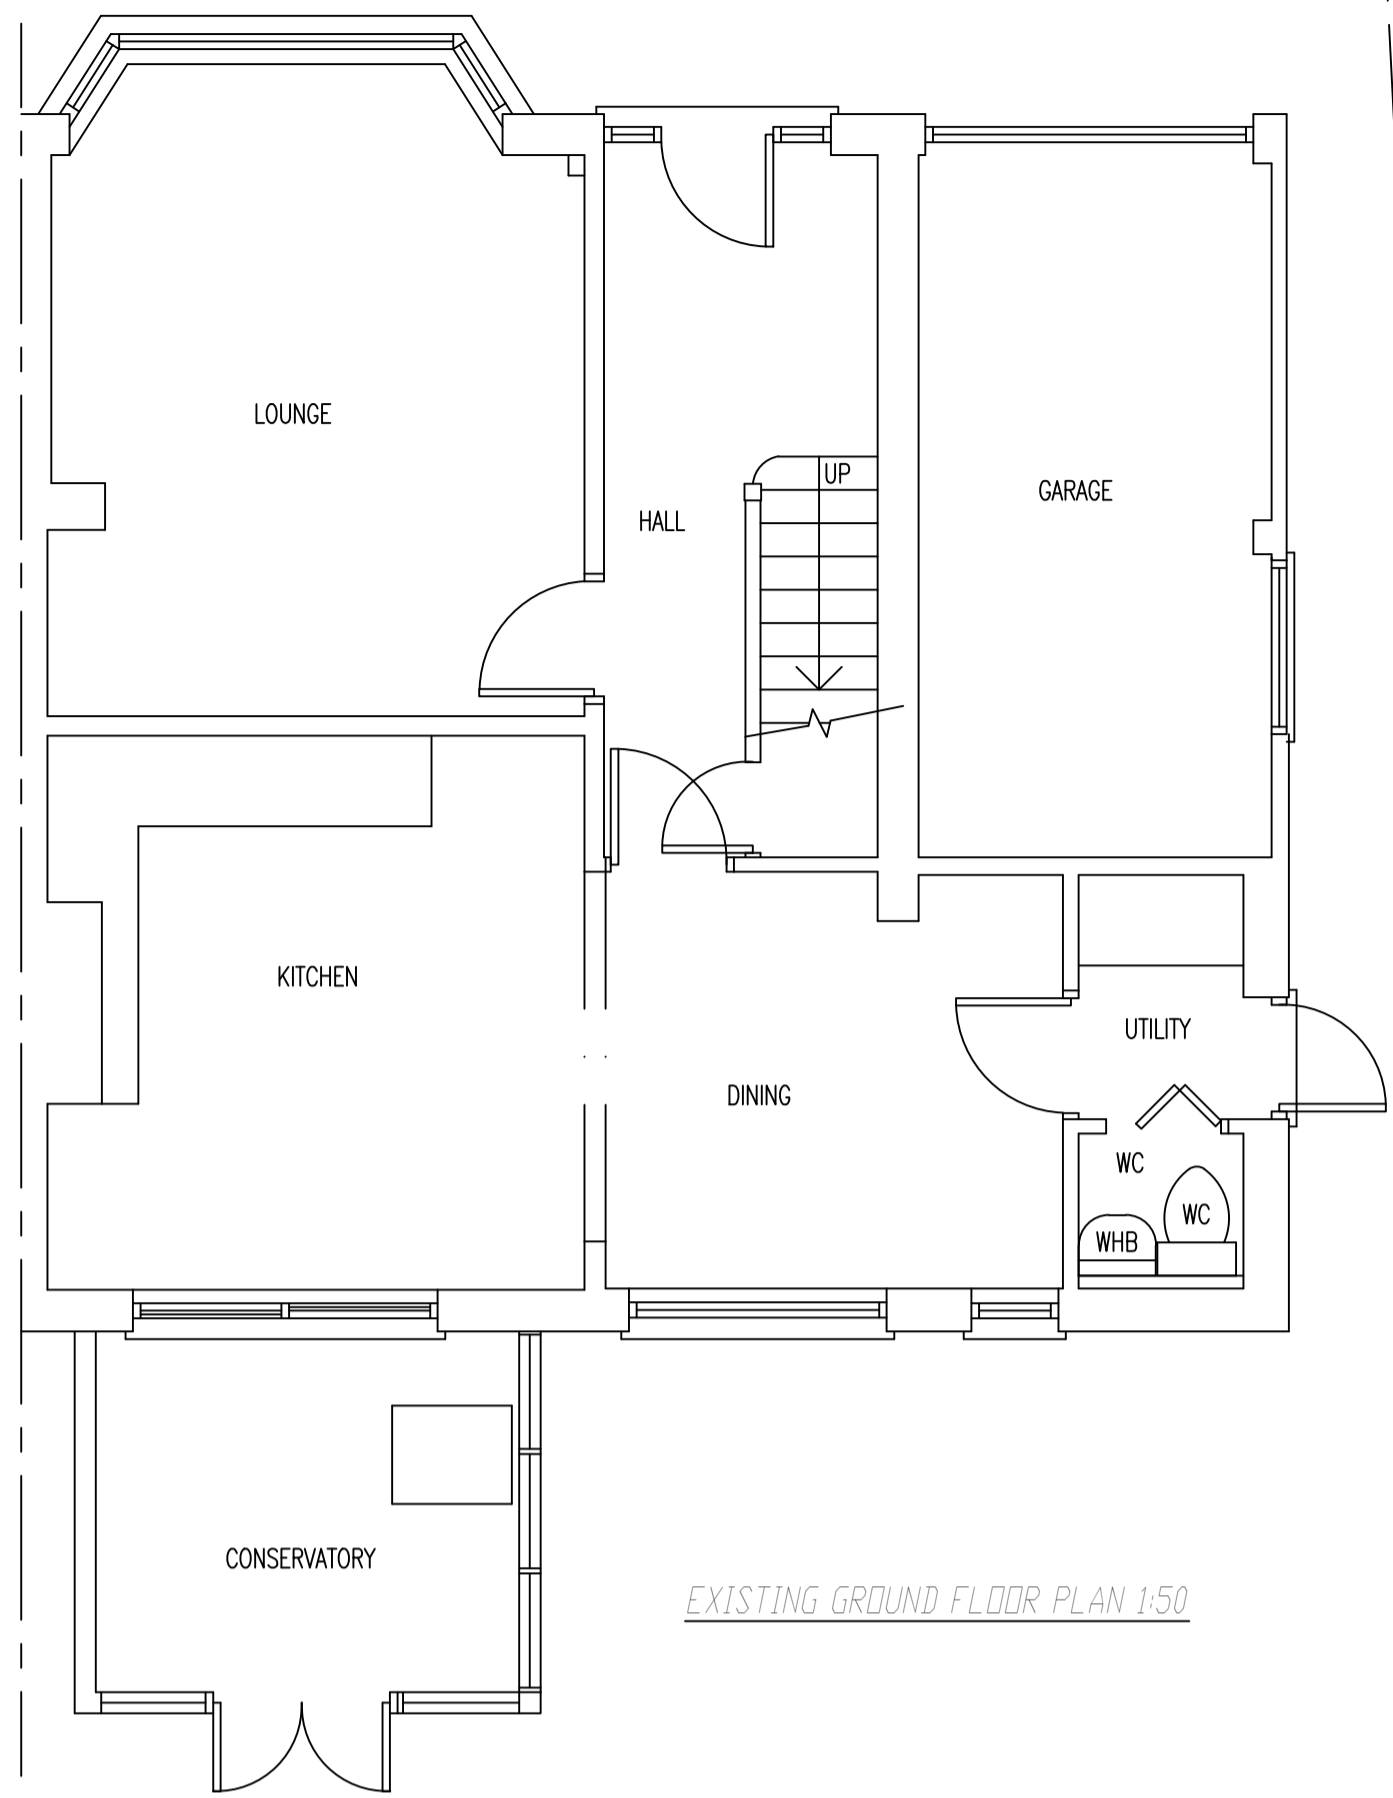 LOUNGE
UP
GARAGE
HALL
KITCHEN
UTILITY
DINING
WC
WC
WHB
CONSERVATORY
EXISTING GROUND FLOOR PLAN 1:50